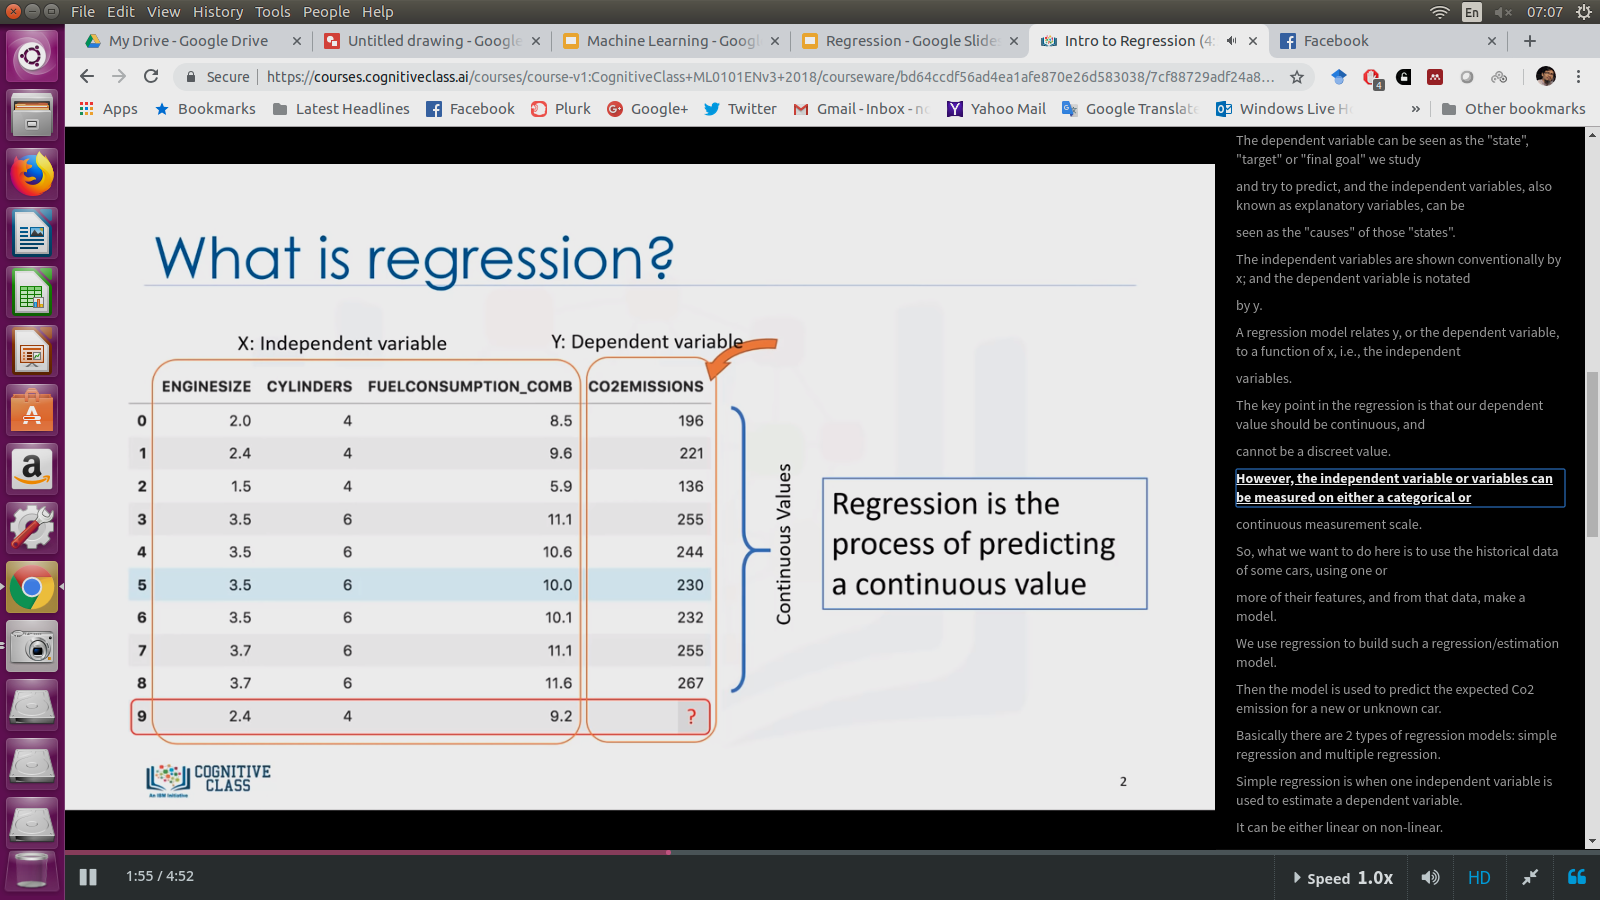 File Edit View History Tools People Help
En 07:07
My Drive - Google Drive
Untitled drawing - Google
Machine Learning - Googl
Regression - Google Slides
Intro to Regression (4:
Facebook
Secure https://courses.cognitiveclass.ai/courses/course-v1:CognitiveClass+ML0101ENv3+2018/courseware/bd64ccdf56ad4ea1afe870e26d583038/7cf88729adf24a8...
4
Apps Bookmarks Latest Headlines Facebook Plurk Google+ Twitter Gmail - Inbox - no Yahoo Mail Google Translate Windows Live H » Other bookmarks
What is regression?
X: Independent variable Y: Dependent variable
ENGINESIZE CYLINDERS FUELCONSUMPTION_COMB CO2EMISSIONS
0 2.0 4 8.5 196
1 2.4 4 9.6 221
2 1.5 4 5.9 136
3 3.5 6 11.1 255
4 3.5 6 10.6 244
5 3.5 6 10.0 230
6 3.5 6 10.1 232
7 3.7 6 11.1 255
8 3.7 6 11.6 267
9 2.4 4 9.2 ?
Continuous Values
Regression is the
process of predicting
a continuous value
COGNITIVE
CLASS
An IBM Initiative
2
The dependent variable can be seen as the "state",
"target" or "final goal" we study
and try to predict, and the independent variables, also
known as explanatory variables, can be
seen as the "causes" of those "states".
The independent variables are shown conventionally by
x; and the dependent variable is notated
by y.
A regression model relates y, or the dependent variable,
to a function of x, i.e., the independent
variables.
The key point in the regression is that our dependent
value should be continuous, and
cannot be a discreet value.
However, the independent variable or variables can
be measured on either a categorical or
continuous measurement scale.
So, what we want to do here is to use the historical data
of some cars, using one or
more of their features, and from that data, make a
model.
We use regression to build such a regression/estimation
model.
Then the model is used to predict the expected Co2
emission for a new or unknown car.
Basically there are 2 types of regression models: simple
regression and multiple regression.
Simple regression is when one independent variable is
used to estimate a dependent variable.
It can be either linear on non-linear.
1:55 / 4:52
Speed 1.0x
HD